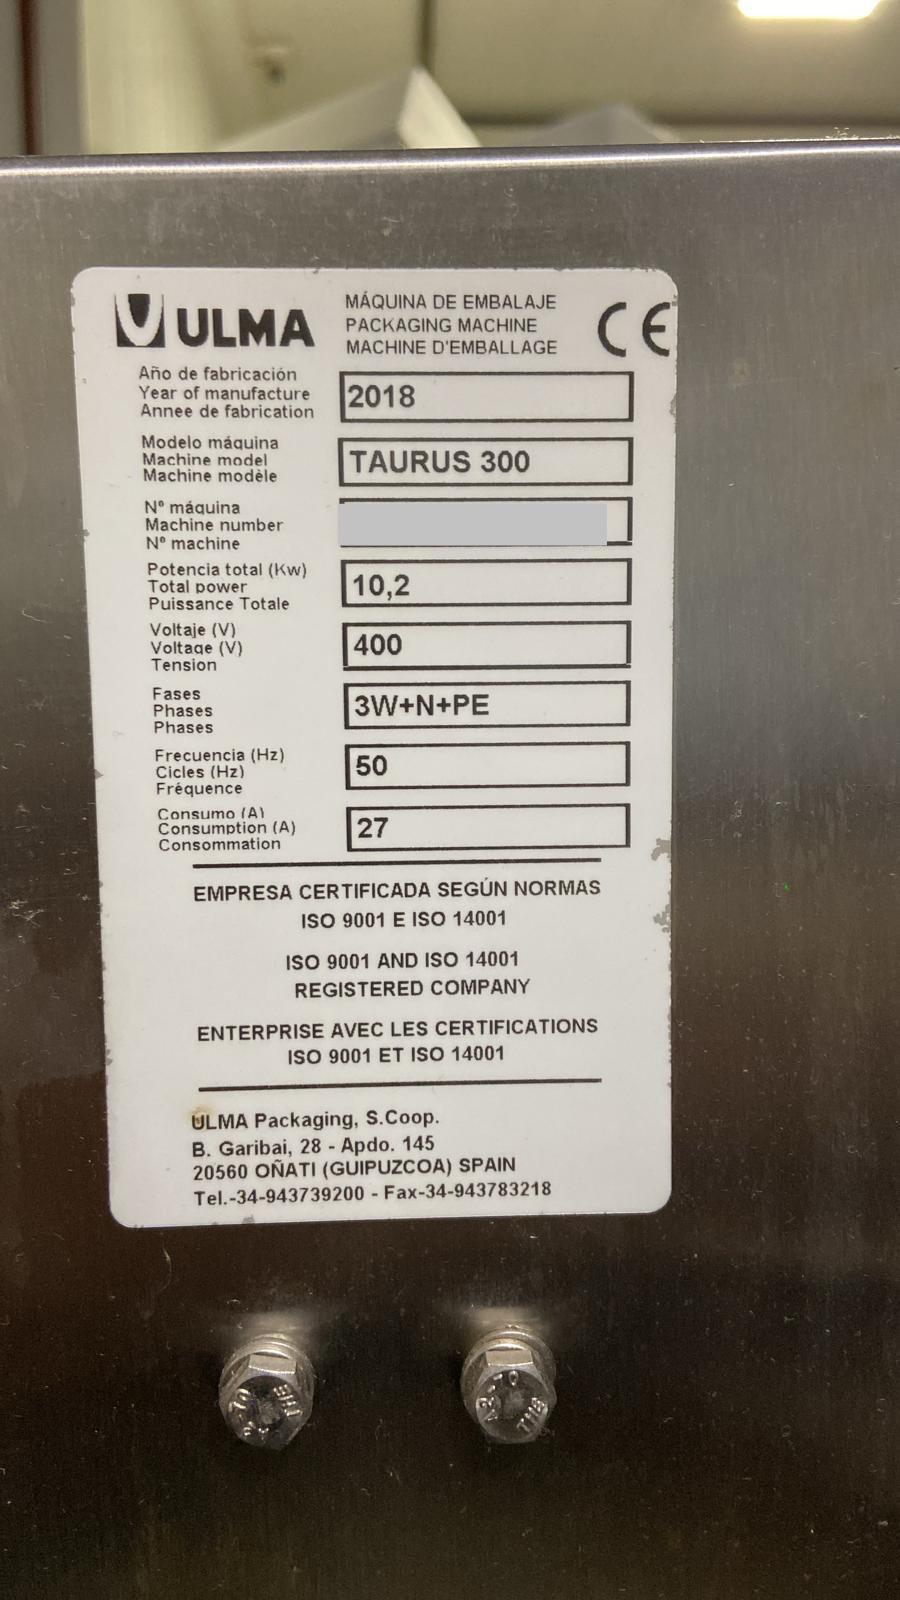 ULMA
MÁQUINA DE EMBALAJE
PACKAGING MACHINE
MACHINE D'EMBALLAGE
CE
Año de fabricación
Year of manufacture
Annee de fabrication
2018
Modelo máquina
Machine model
Machine modèle
TAURUS 300
Nº máquina
Machine number
Nº machine
Potencia total (Kw)
Total power
Puissance Totale
10,2
Voltaje (V)
Voltage (V)
Tension
400
Fases
Phases
Phases
3W+N+PE
Frecuencia (Hz)
Cicles (Hz)
Fréquence
50
Consumo (A)
Consumption (A)
Consommation
27
EMPRESA CERTIFICADA SEGÚN NORMAS
ISO 9001 E ISO 14001
ISO 9001 AND ISO 14001
REGISTERED COMPANY
ENTERPRISE AVEC LES CERTIFICATIONS
ISO 9001 ET ISO 14001
ULMA Packaging, S.Coop.
B. Garibai, 28 - Apdo. 145
20560 OÑATI (GUIPUZCOA) SPAIN
Tel.-34-943739200 - Fax-34-943783218